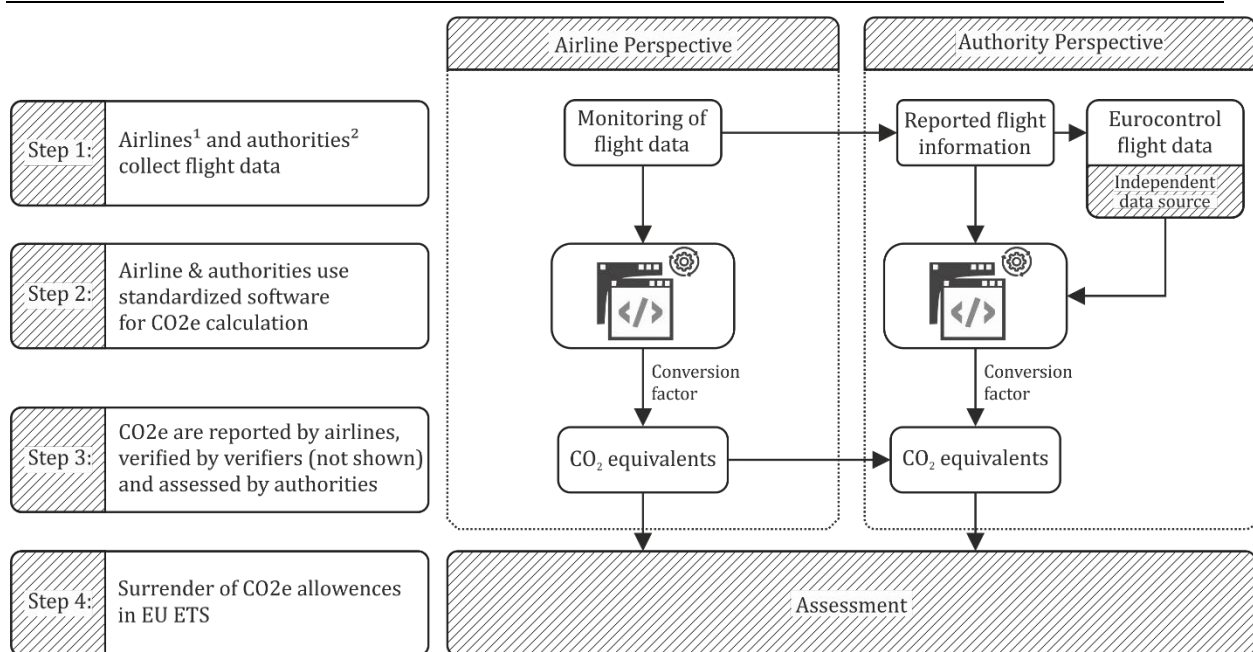 Airline Perspective
Authority Perspective
Step 1:
Airlines¹ and authorities²
collect flight data
Monitoring of
flight data
Reported flight
information
Eurocontrol
flight data
Independent
data source
Step 2:
Airline & authorities use
standardized software
for CO2e calculation
</>
</>
Conversion
factor
Conversion
factor
Step 3:
CO2e are reported by airlines,
verified by verifiers (not shown)
and assessed by authorities
CO₂ equivalents
CO₂ equivalents
Step 4:
Surrender of CO2e allowences
in EU ETS
Assessment